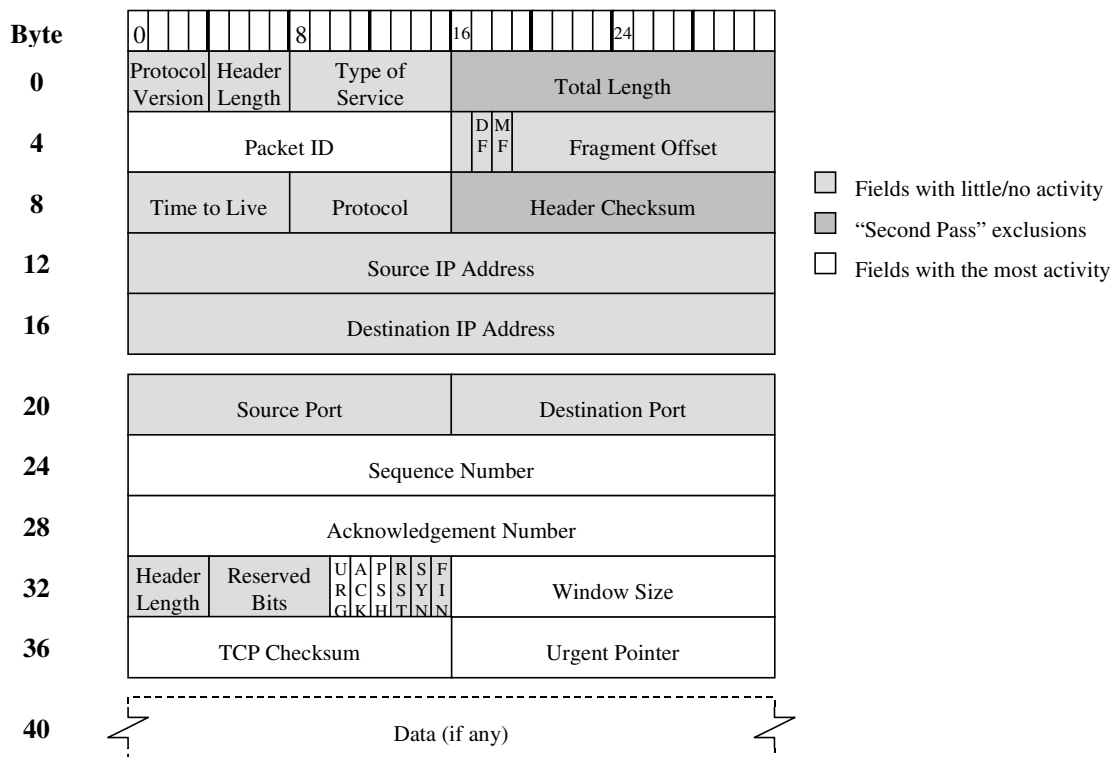 Byte
0
8
16
24
0
Protocol
Version
Header
Length
Type of
Service
Total Length
4
Packet ID
D
F
M
F
Fragment Offset
8
Time to Live
Protocol
Header Checksum
12
Source IP Address
16
Destination IP Address
Fields with little/no activity
“Second Pass” exclusions
Fields with the most activity
20
Source Port
Destination Port
24
Sequence Number
28
Acknowledgement Number
32
Header
Length
Reserved
Bits
U
R
G
A
C
K
P
S
H
R
S
T
S
Y
N
F
I
N
Window Size
36
TCP Checksum
Urgent Pointer
40
Data (if any)